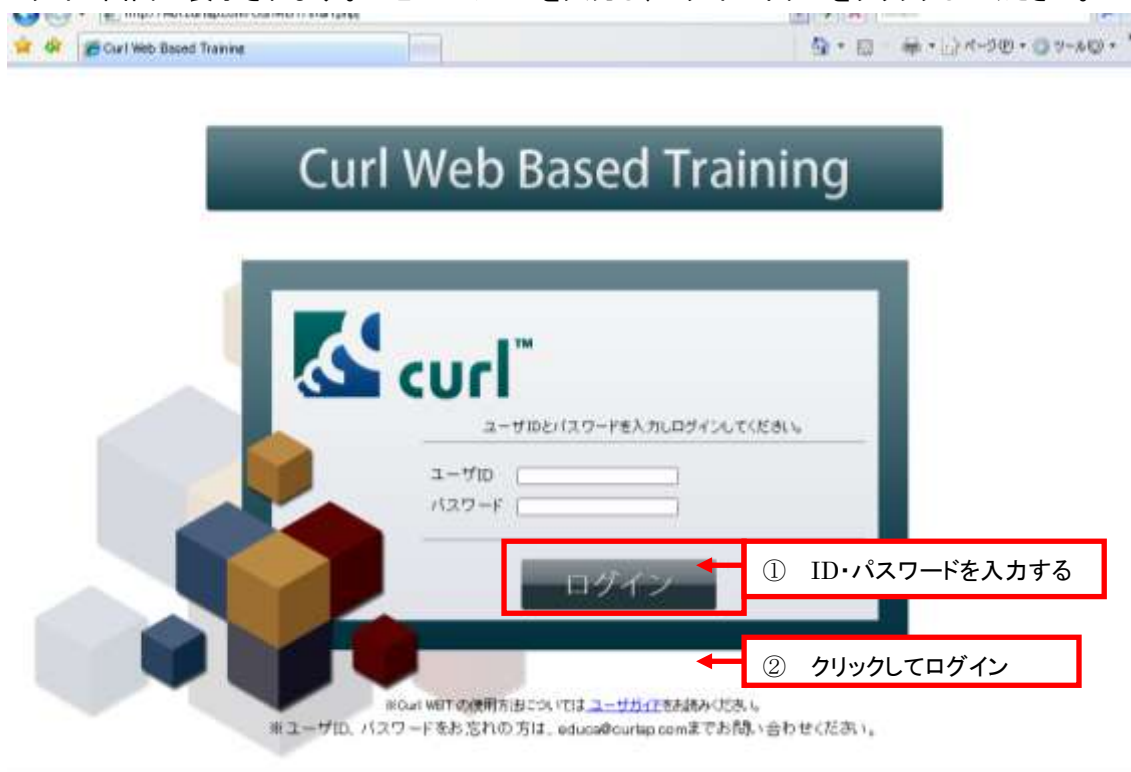 Curl Web Based Training
ページ(P) ツール(O)
Curl Web Based Training
curl™
ユーザIDとパスワードを入力しログインしてください。
ユーザID
パスワード
ログイン
① ID・パスワードを入力する
② クリックしてログイン
※Curl WBTの使用方法については ユーザガイドをお読みください。
※ユーザID、パスワードをお忘れの方は、educa@curlap.comまでお問い合わせください。